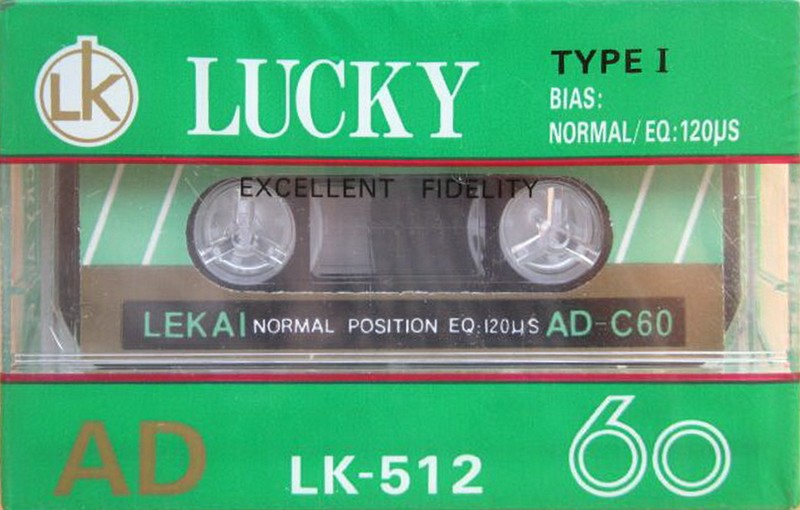 LK
LUCKY
TYPE I
BIAS:
NORMAL/EQ:120µS
EXCELLENT FIDELITY
LEKAI NORMAL POSITION EQ:120µS AD-C60
AD
LK-512
60